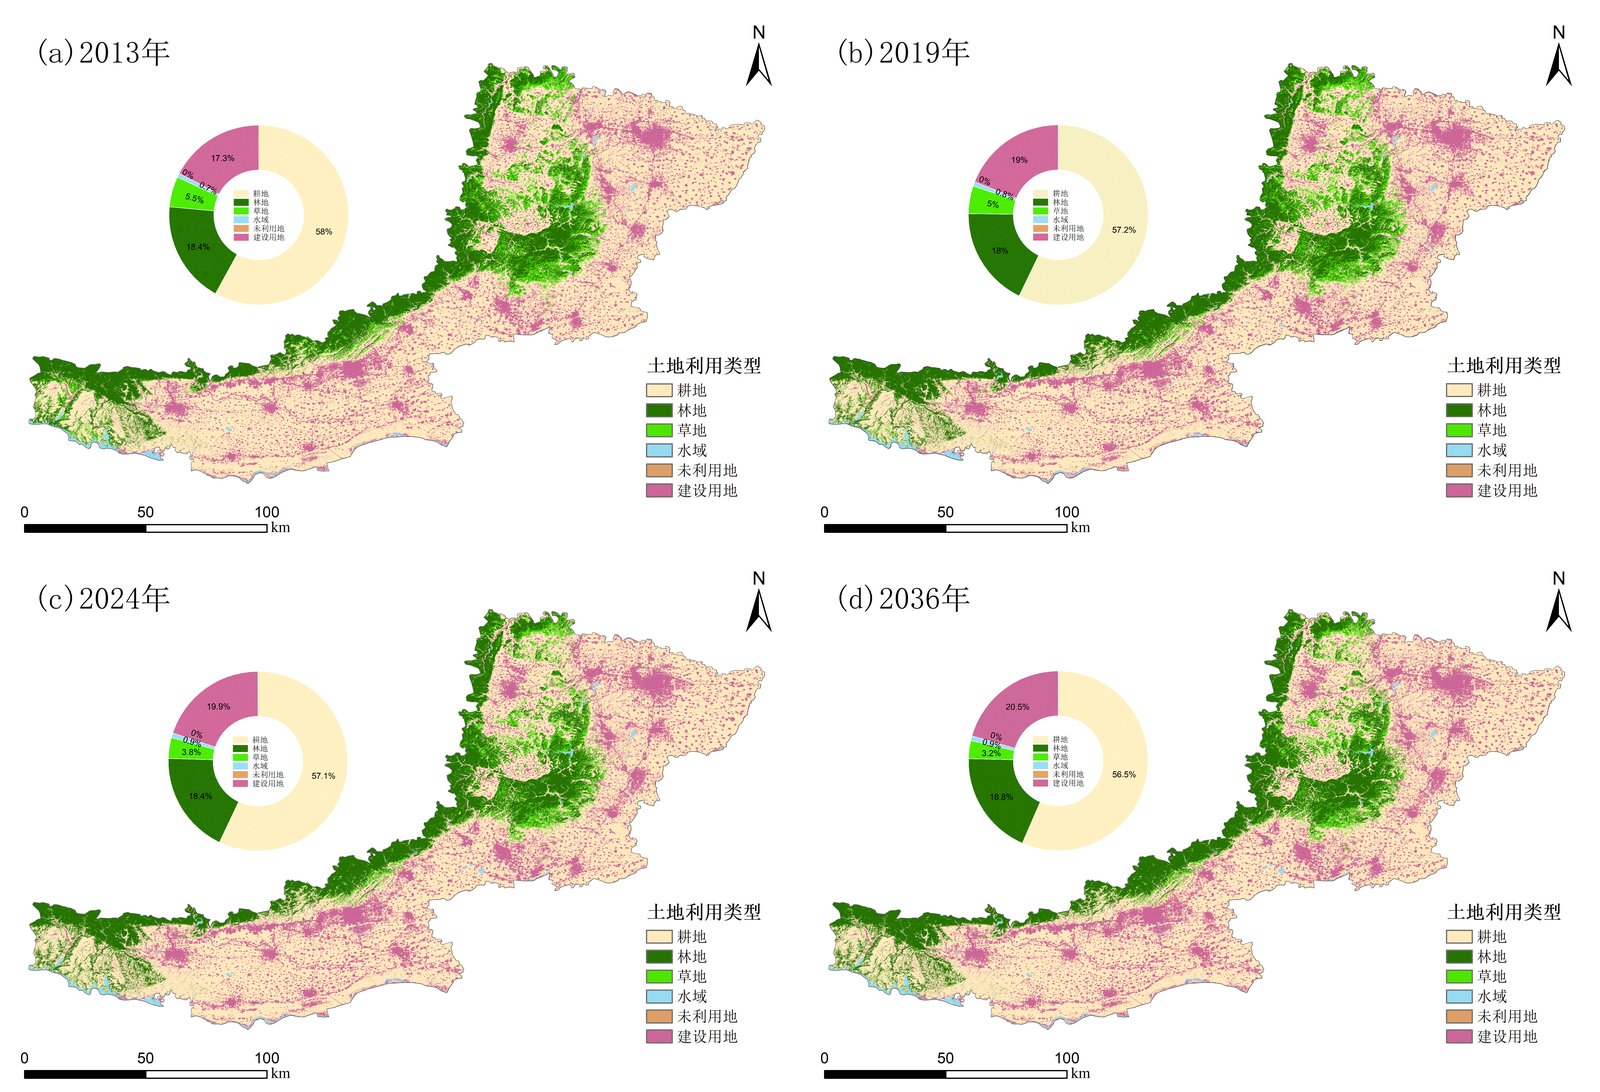 (a)2013年
N
17.3%
0%
0.7%
5.5%
18.4%
58%
耕地
林地
草地
水域
未利用地
建设用地
土地利用类型
耕地
林地
草地
水域
未利用地
建设用地
0 50 100
km
(b)2019年
N
19%
0%
0.8%
5%
18%
57.2%
耕地
林地
草地
水域
未利用地
建设用地
土地利用类型
耕地
林地
草地
水域
未利用地
建设用地
0 50 100
km
(c)2024年
N
19.9%
0%
0.9%
3.8%
18.4%
57.1%
耕地
林地
草地
水域
未利用地
建设用地
土地利用类型
耕地
林地
草地
水域
未利用地
建设用地
0 50 100
km
(d)2036年
N
20.5%
0%
0.9%
3.2%
18.8%
56.5%
耕地
林地
草地
水域
未利用地
建设用地
土地利用类型
耕地
林地
草地
水域
未利用地
建设用地
0 50 100
km